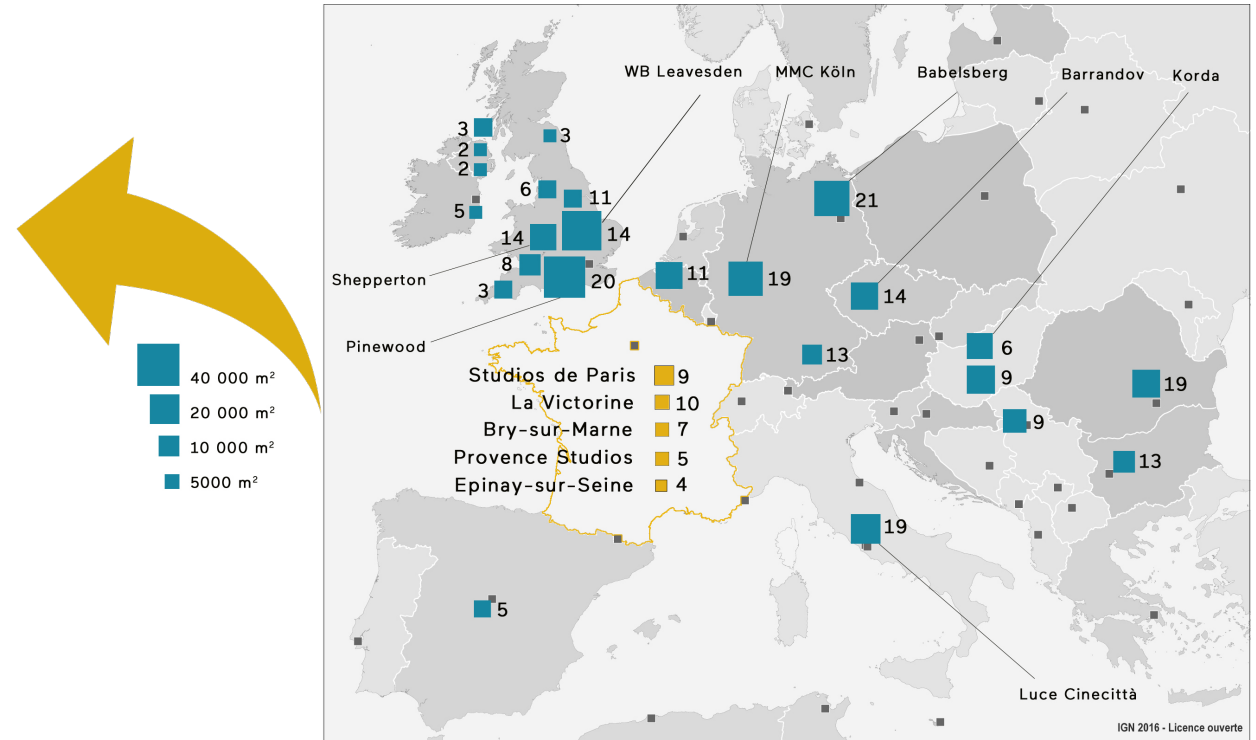 WB Leavesden
MMC Köln
Babelsberg
Barrandov
Korda
3
3
2
2
6
11
5
21
14
14
8
20
11
19
14
3
Shepperton
Pinewood
13
6
9
19
9
13
Studios de Paris 9
La Victorine 10
Bry-sur-Marne 7
Provence Studios 5
Epinay-sur-Seine 4
40 000 m²
20 000 m²
10 000 m²
5000 m²
19
5
Luce Cinecittà
IGN 2016 - Licence ouverte